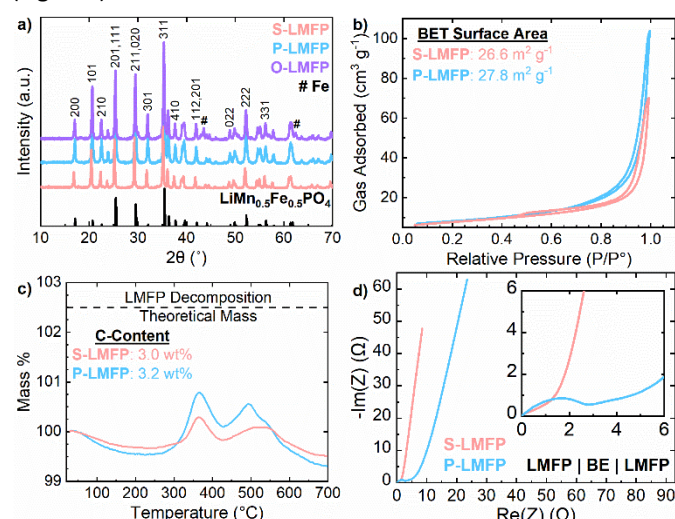 a)
S-LMFP
P-LMFP
O-LMFP
# Fe
200
101
210
201,111
211,020
301
311
410
112,201
#
022
222
331
#
LiMn0.5Fe0.5PO4
Intensity (a.u.)
10 20 30 40 50 60 70
2θ (°)
b)
BET Surface Area
S-LMFP: 26.6 m² g⁻¹
P-LMFP: 27.8 m² g⁻¹
Gas Adsorbed (cm³ g⁻¹)
100
80
60
40
20
0.0 0.2 0.4 0.6 0.8 1.0
Relative Pressure (P/P°)
c)
LMFP Decomposition
Theoretical Mass
C-Content
S-LMFP: 3.0 wt%
P-LMFP: 3.2 wt%
Mass %
103
102
101
100
99
100 200 300 400 500 600 700
Temperature (°C)
d)
-Im(Z) (Ω)
60
50
40
30
20
10
0
0 10 20 30 40 50 60 70 80 90
Re(Z) (Ω)
6
4
2
0
0 2 4 6
S-LMFP
P-LMFP
LMFP | BE | LMFP